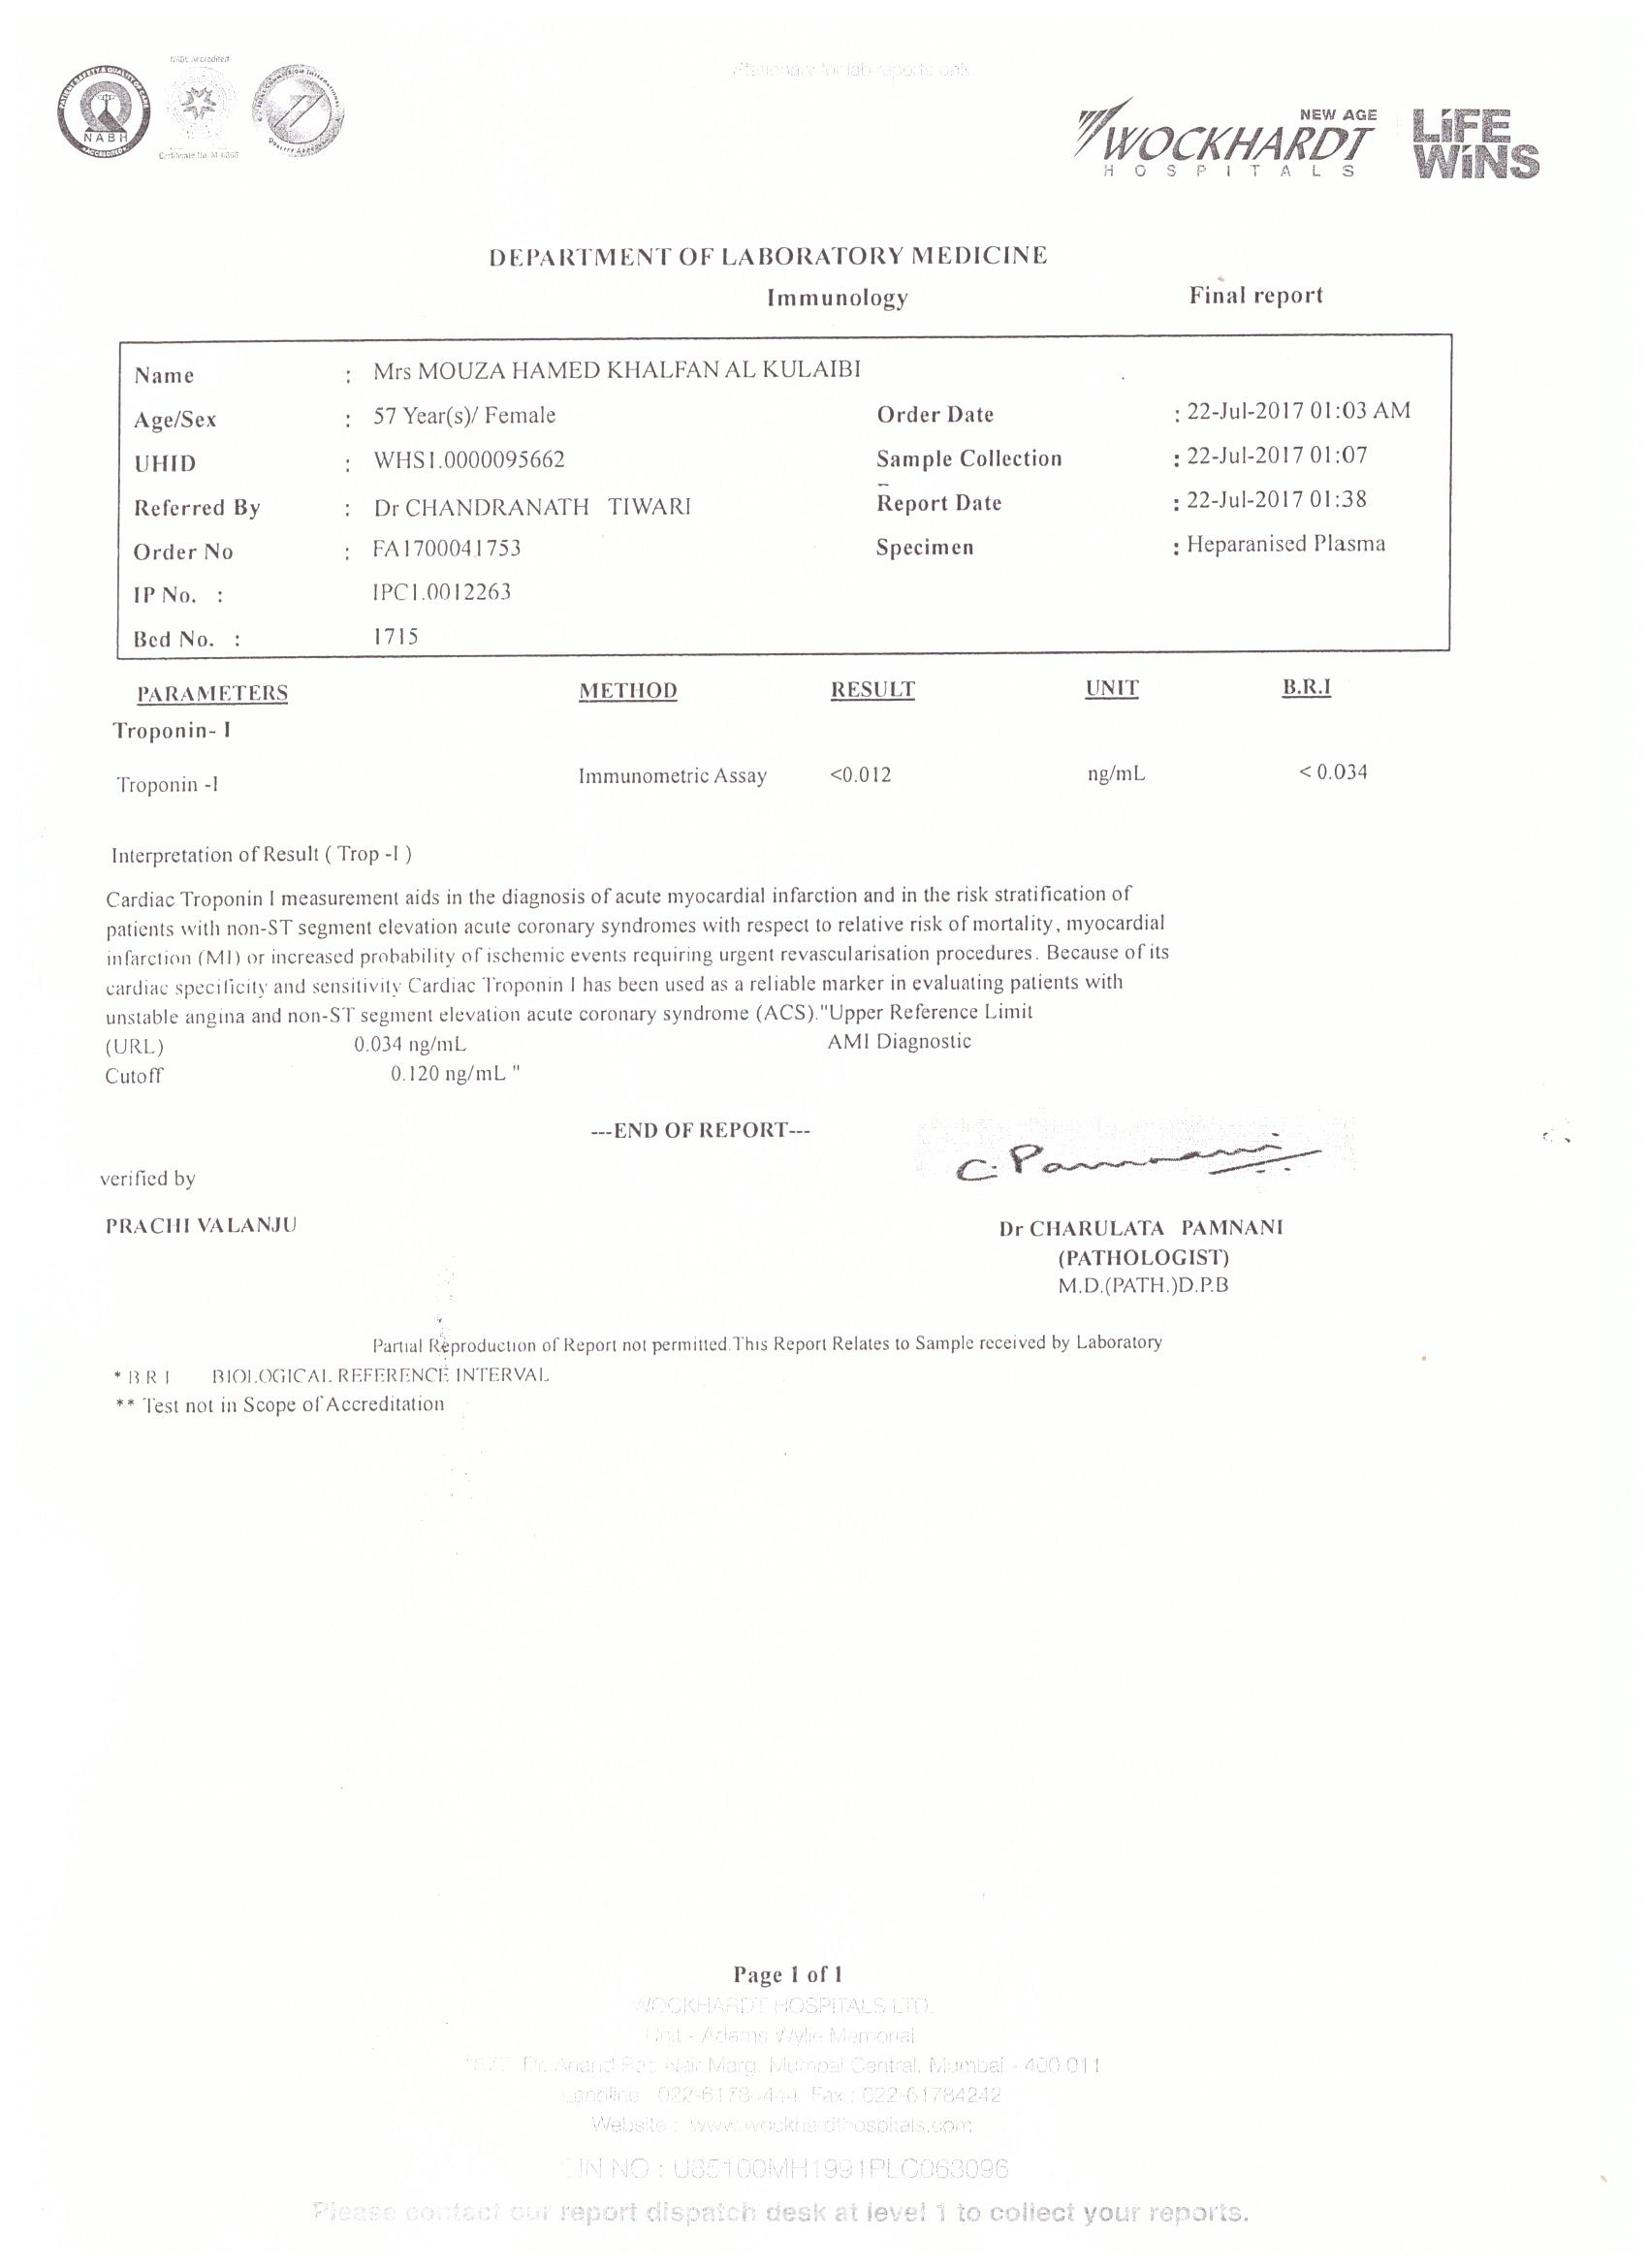 NABL Accredited
Stationary for lab reports only
PATIENT SAFETY & QUALITY OF CARE
NABH
ACCREDITED
NEW AGE
WOCKHARDT
HOSPITALS
LiFE
WiNS
DEPARTMENT OF LABORATORY MEDICINE
Immunology Final report
Name : Mrs MOUZA HAMED KHALFAN AL KULAIBI
Age/Sex : 57 Year(s)/ Female Order Date : 22-Jul-2017 01:03 AM
UHID : WHS1.0000095662 Sample Collection : 22-Jul-2017 01:07
Referred By : Dr CHANDRANATH TIWARI Report Date : 22-Jul-2017 01:38
Order No : FA1700041753 Specimen : Heparanised Plasma
IP No. : IPC1.0012263
Bed No. : 1715
PARAMETERS METHOD RESULT UNIT B.R.I
Troponin- I
Troponin -I Immunometric Assay <0.012 ng/mL < 0.034
Interpretation of Result ( Trop -I )
Cardiac Troponin I measurement aids in the diagnosis of acute myocardial infarction and in the risk stratification of
patients with non-ST segment elevation acute coronary syndromes with respect to relative risk of mortality, myocardial
infarction (MI) or increased probability of ischemic events requiring urgent revascularisation procedures. Because of its
cardiac specificity and sensitivity Cardiac Troponin I has been used as a reliable marker in evaluating patients with
unstable angina and non-ST segment elevation acute coronary syndrome (ACS)."Upper Reference Limit
(URL) 0.034 ng/mL AMI Diagnostic
Cutoff 0.120 ng/mL "
---END OF REPORT---
C. Pamnani
verified by
PRACHI VALANJU Dr CHARULATA PAMNANI
(PATHOLOGIST)
M.D.(PATH.)D.P.B
Partial Reproduction of Report not permitted.This Report Relates to Sample received by Laboratory
* B R I BIOLOGICAL REFERENCE INTERVAL
** Test not in Scope of Accreditation
Page 1 of 1
WOCKHARDT HOSPITALS LTD.
Unit - Adams Wylie Memorial
Dr. Anand Rao Nair Marg, Mumbai Central, Mumbai - 400 011
Landline : 022-6178 Fax : 022-61784242
Website : www.wockhardthospitals.com
NO : U85100MH1991PLC063096
Please contact our report dispatch desk at level 1 to collect your reports.